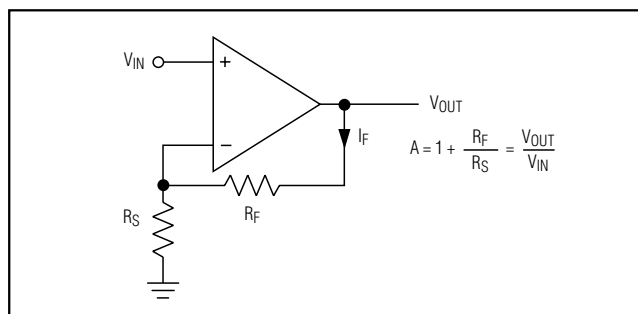 VIN
+
VOUT
IF
A = 1 + RF/RS = VOUT/VIN
−
RF
RS